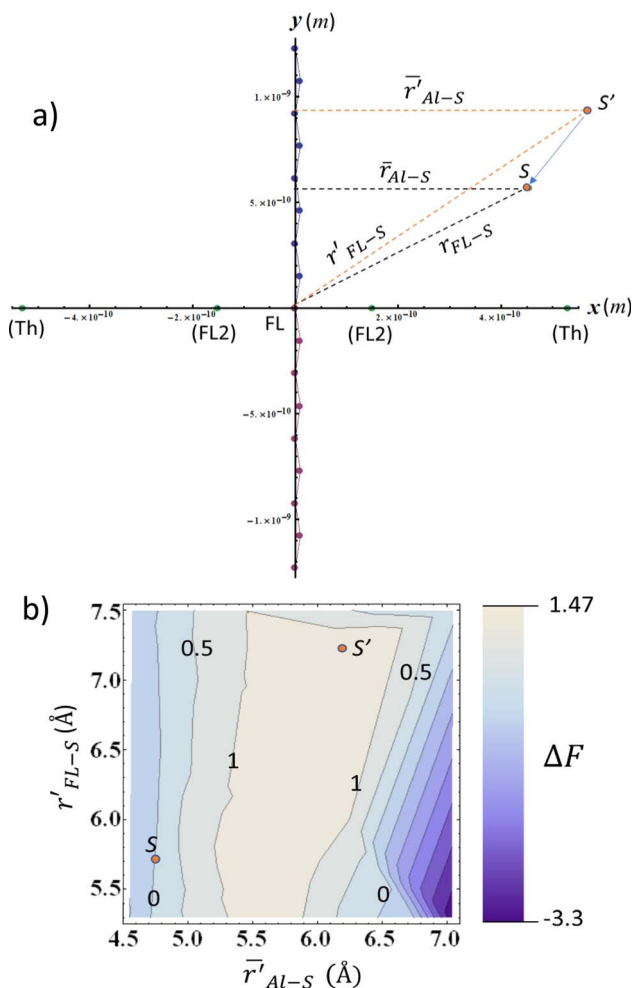 y (m)
1.×10⁻⁹
r̅'Al−S
S'
a)
r̅Al−S
S
5.×10⁻¹⁰
r'FL−S
rFL−S
x (m)
(Th)
−4.×10⁻¹⁰
−2.×10⁻¹⁰
(FL2)
FL
2.×10⁻¹⁰
(FL2)
4.×10⁻¹⁰
(Th)
−5.×10⁻¹⁰
−1.×10⁻⁹
b)
7.5
7.0
6.5
6.0
5.5
r'FL−S (Å)
0.5
S'
0.5
1
1
S
0
0
4.5 5.0 5.5 6.0 6.5 7.0
r̅'Al−S (Å)
1.47
ΔF
-3.3